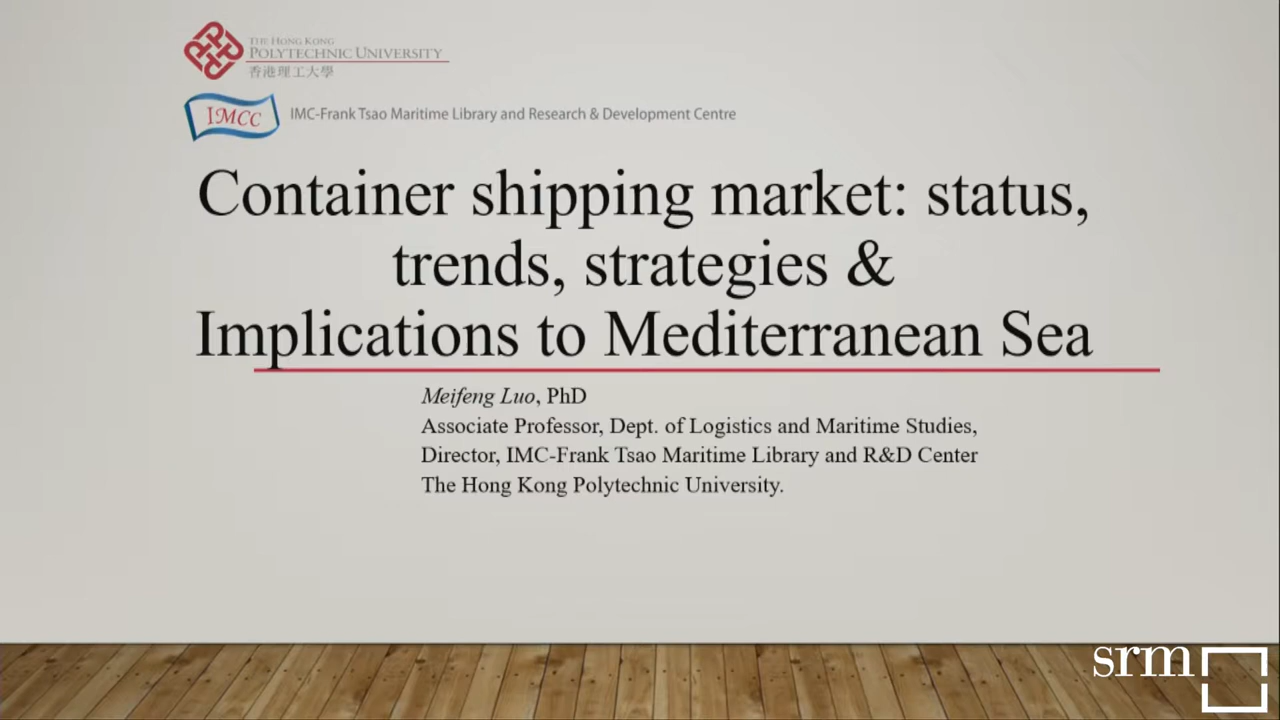 THE HONG KONG
POLYTECHNIC UNIVERSITY
香港理工大學
IMCC
IMC-Frank Tsao Maritime Library and Research & Development Centre
Container shipping market: status,
trends, strategies &
Implications to Mediterranean Sea
Meifeng Luo, PhD
Associate Professor, Dept. of Logistics and Maritime Studies,
Director, IMC-Frank Tsao Maritime Library and R&D Center
The Hong Kong Polytechnic University.
srm